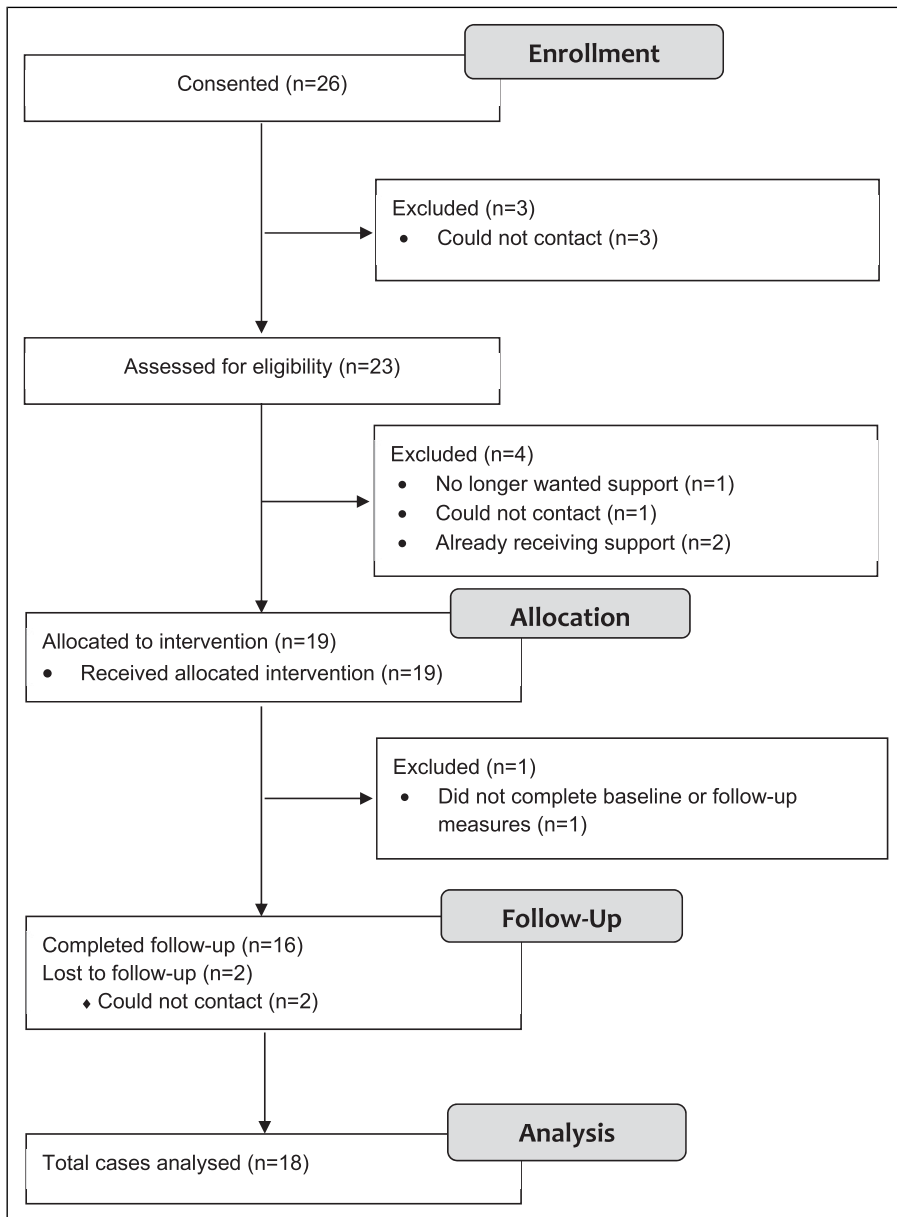 Enrollment
Consented (n=26)
Excluded (n=3)
• Could not contact (n=3)
Assessed for eligibility (n=23)
Excluded (n=4)
• No longer wanted support (n=1)
• Could not contact (n=1)
• Already receiving support (n=2)
Allocation
Allocated to intervention (n=19)
• Received allocated intervention (n=19)
Excluded (n=1)
• Did not complete baseline or follow-up
measures (n=1)
Follow-Up
Completed follow-up (n=16)
Lost to follow-up (n=2)
♦ Could not contact (n=2)
Analysis
Total cases analysed (n=18)